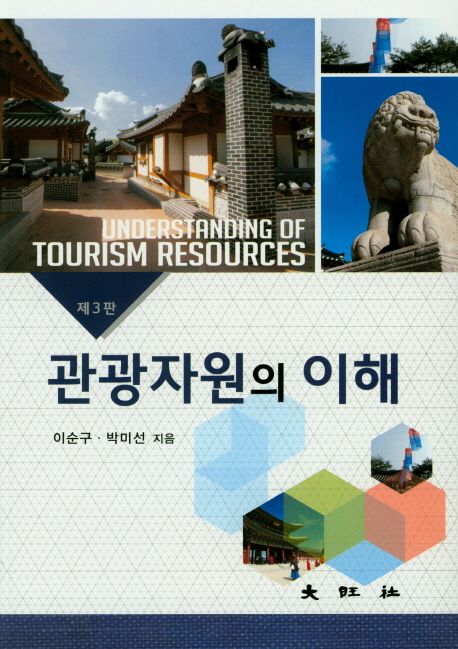 UNDERSTANDING OF
TOURISM RESOURCES
제3판
관광자원의 이해
이순구 · 박미선 지음
大旺社